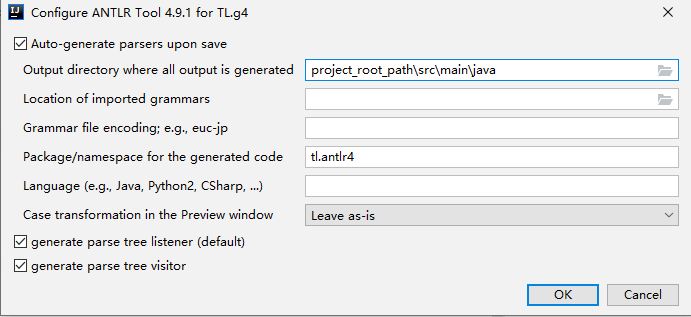 IJ
Configure ANTLR Tool 4.9.1 for TL.g4
Auto-generate parsers upon save
Output directory where all output is generated project_root_path\src\main\java
Location of imported grammars
Grammar file encoding; e.g., euc-jp
Package/namespace for the generated code tl.antlr4
Language (e.g., Java, Python2, CSharp, ...)
Case transformation in the Preview window Leave as-is
generate parse tree listener (default)
generate parse tree visitor
OK Cancel